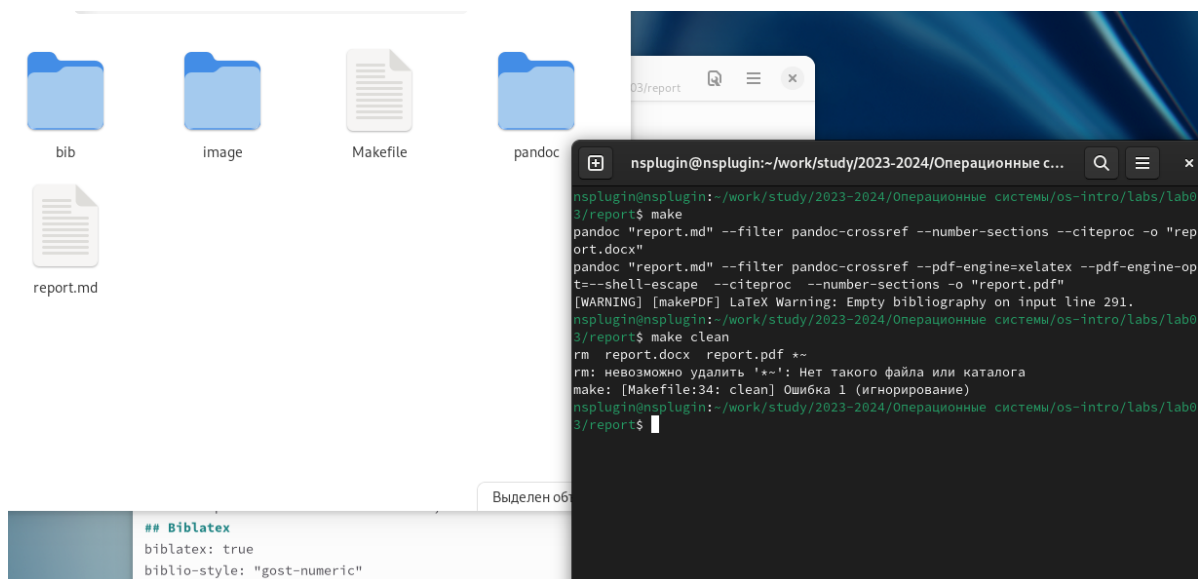 bib
image
Makefile
pandoc
report.md
03/report
Выделен об
nsplugin@nsplugin:~/work/study/2023-2024/Операционные с...
nsplugin@nsplugin:~/work/study/2023-2024/Операционные системы/os-intro/labs/lab0
3/report$ make
pandoc "report.md" --filter pandoc-crossref --number-sections --citeproc -o "rep
ort.docx"
pandoc "report.md" --filter pandoc-crossref --pdf-engine=xelatex --pdf-engine-op
t=--shell-escape  --citeproc  --number-sections -o "report.pdf"
[WARNING] [makePDF] LaTeX Warning: Empty bibliography on input line 291.
nsplugin@nsplugin:~/work/study/2023-2024/Операционные системы/os-intro/labs/lab0
3/report$ make clean
rm  report.docx  report.pdf *~
rm: невозможно удалить '*~': Нет такого файла или каталога
make: [Makefile:34: clean] Ошибка 1 (игнорирование)
nsplugin@nsplugin:~/work/study/2023-2024/Операционные системы/os-intro/labs/lab0
3/report$
## Biblatex
biblatex: true
biblio-style: "gost-numeric"